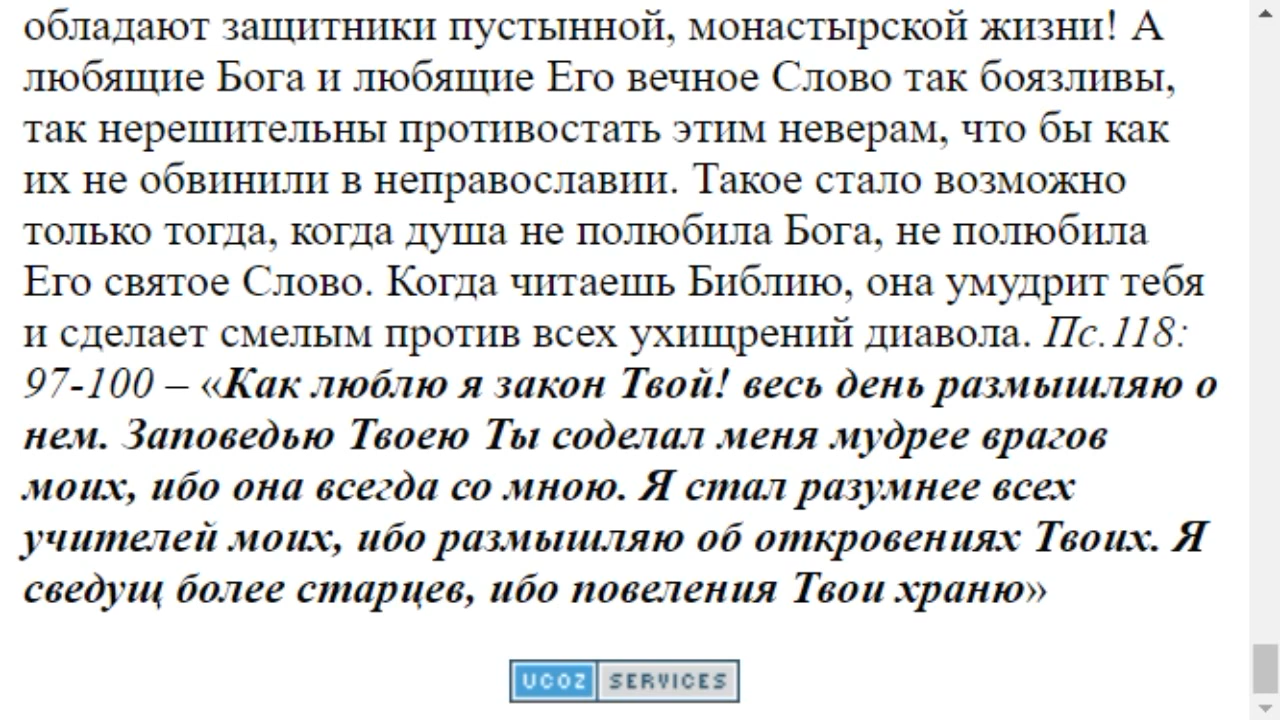 обладают защитники пустынной, монастырской жизни! А
любящие Бога и любящие Его вечное Слово так боязливы,
так нерешительны противостать этим неверам, что бы как
их не обвинили в неправославии. Такое стало возможно
только тогда, когда душа не полюбила Бога, не полюбила
Его святое Слово. Когда читаешь Библию, она умудрит тебя
и сделает смелым против всех ухищрений диавола. Пс.118:
97-100 – «Как люблю я закон Твой! весь день размышляю о
нем. Заповедью Твоею Ты соделал меня мудрее врагов
моих, ибо она всегда со мною. Я стал разумнее всех
учителей моих, ибо размышляю об откровениях Твоих. Я
сведущ более старцев, ибо повеления Твои храню»
UCOZ SERVICES